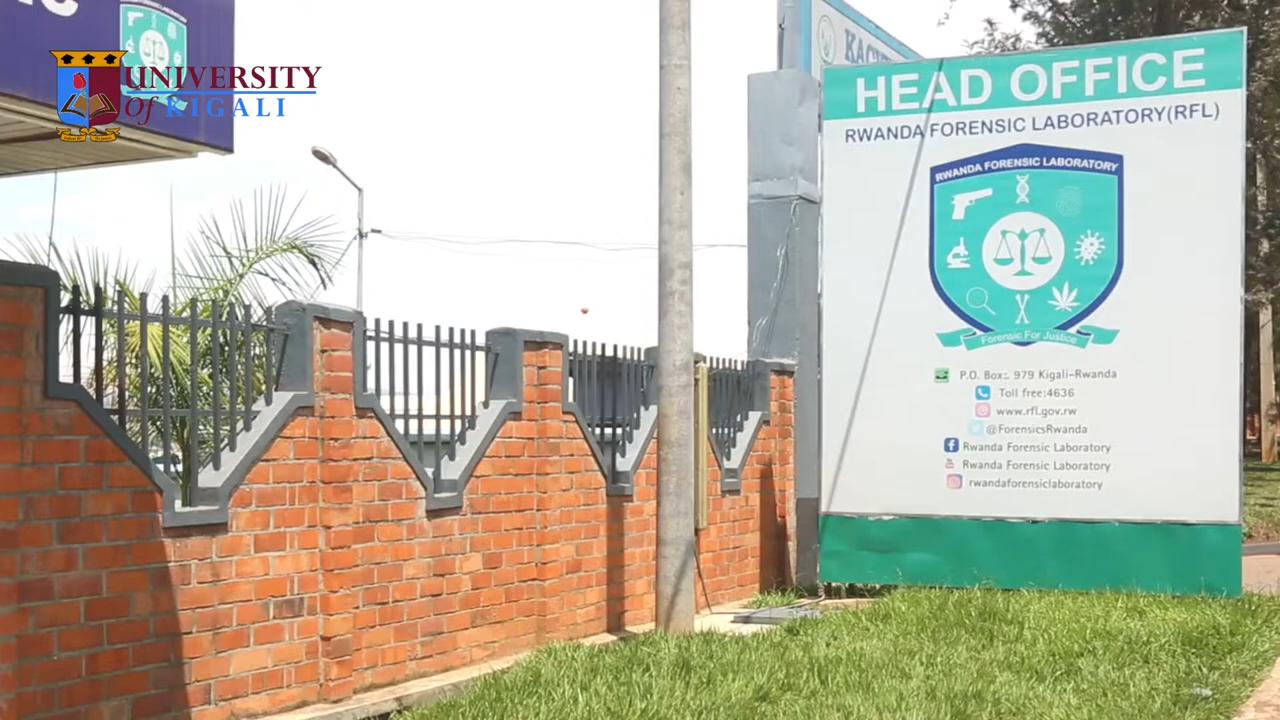 UNIVERSITY
of KIGALI
HEAD OFFICE
RWANDA FORENSIC LABORATORY(RFL)
RWANDA FORENSIC LABORATORY
Forensic For Justice
P.O. Box:. 979 Kigali-Rwanda
Toll free:4636
www.rfl.gov.rw
@ForensicsRwanda
Rwanda Forensic Laboratory
Rwanda Forensic Laboratory
rwandaforensiclaboratory